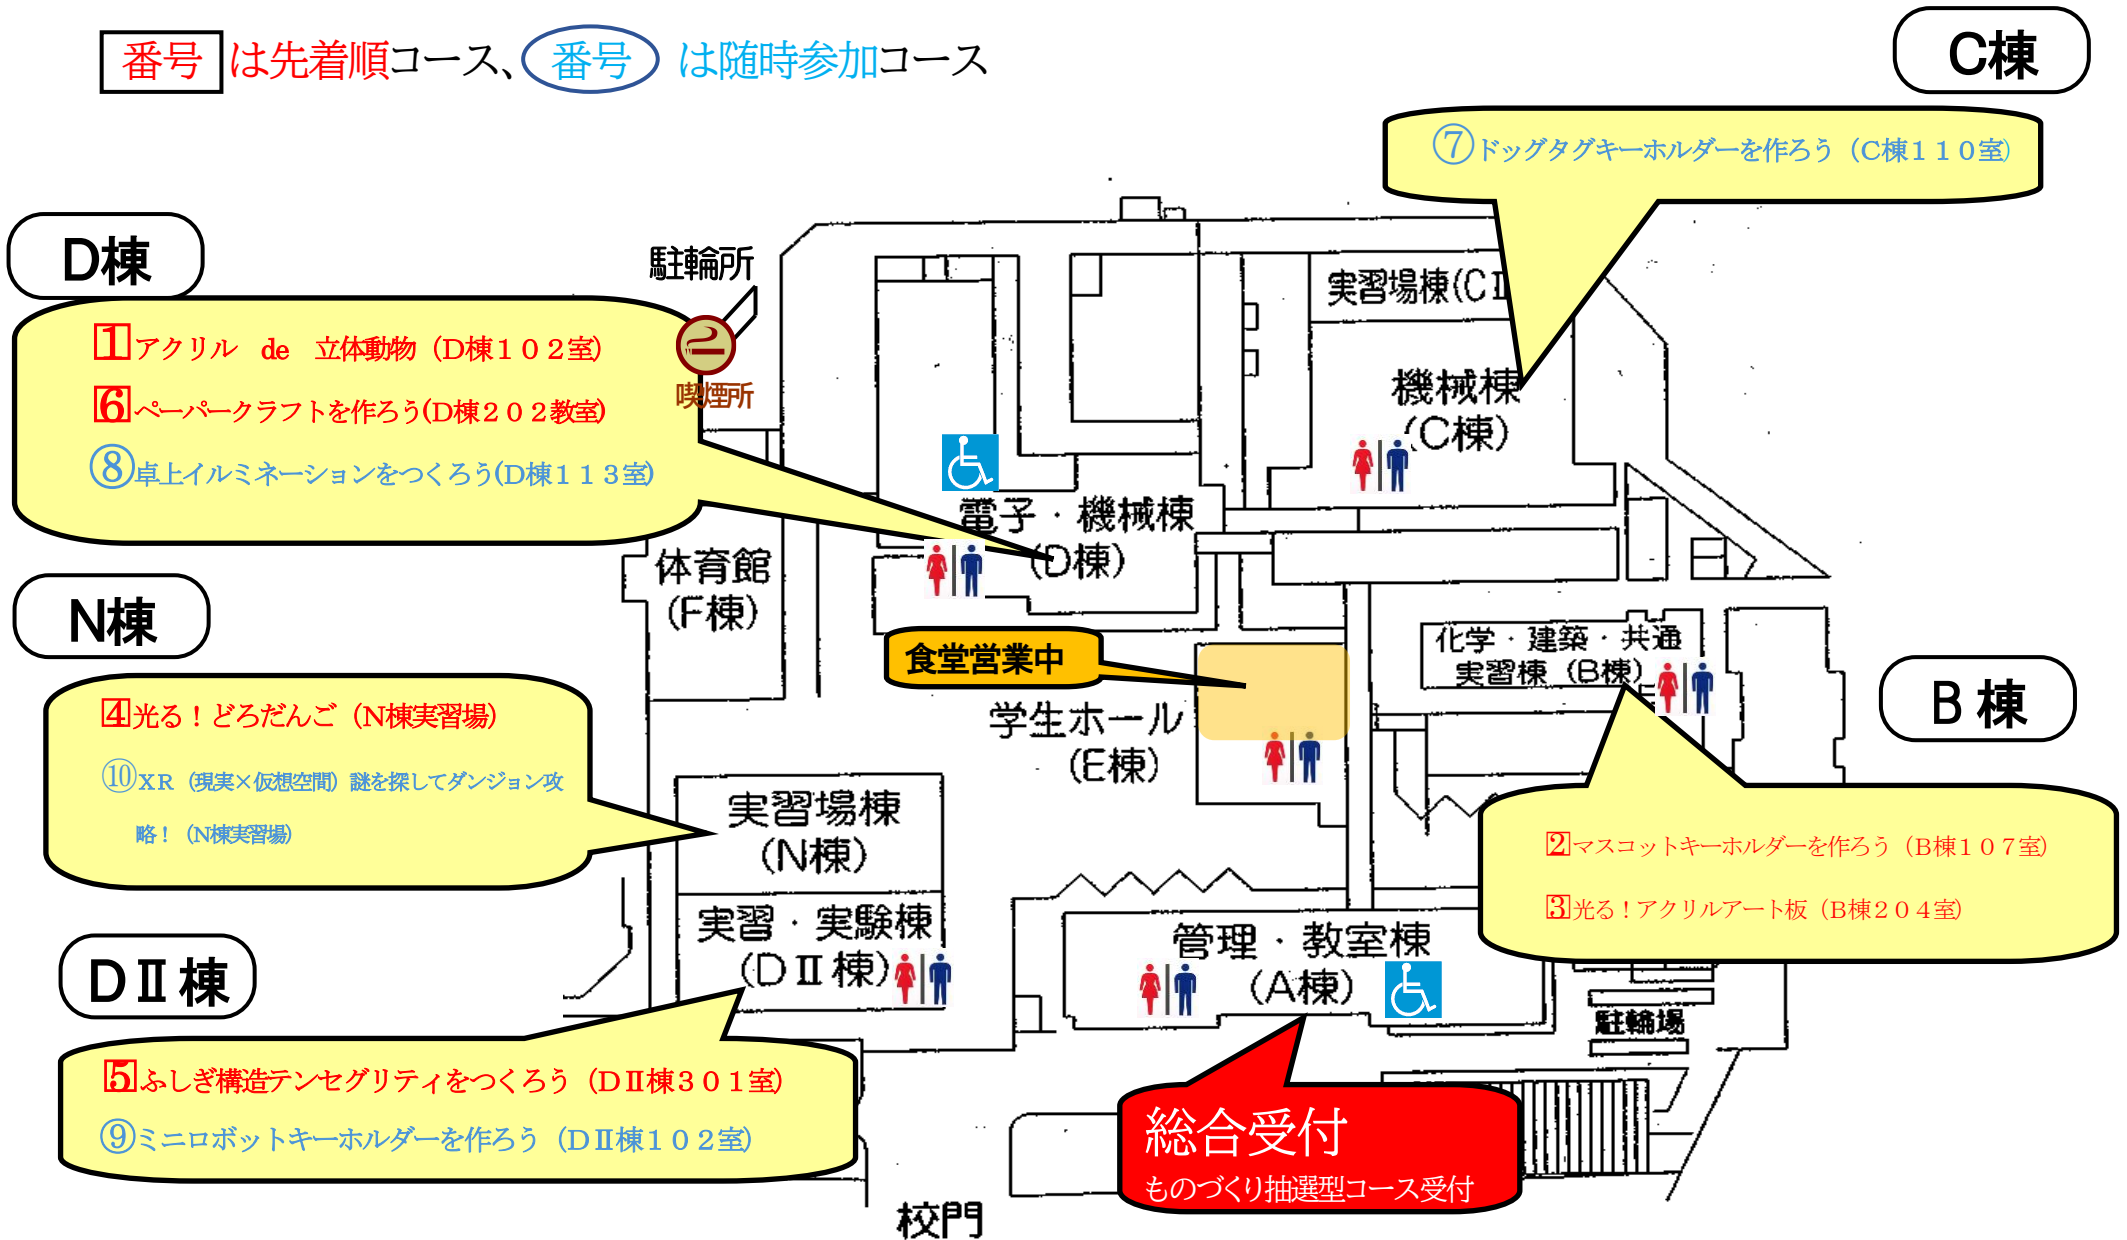 番号 は先着順コース、 番号 は随時参加コース
C棟
⑦ドッグタグキーホルダーを作ろう（C棟１１０室）
D棟
1アクリル　de　立体動物（D棟１０２室）
6ペーパークラフトを作ろう(D棟２０２教室)
⑧卓上イルミネーションをつくろう(D棟１１３室)
駐輪所
喫煙所
実習場棟(CⅡ
機械棟
(C棟)
電子・機械棟
(D棟)
体育館
(F棟)
N棟
4光る！どろだんご（N棟実習場）
⑩XR（現実×仮想空間）謎を探してダンジョン攻
略！（N棟実習場）
食堂営業中
学生ホール
(E棟)
化学・建築・共通
実習棟（B棟）
B 棟
2マスコットキーホルダーを作ろう（B棟１０７室）
3光る！アクリルアート板（B棟２０４室）
実習場棟
(N棟)
実習・実験棟
(DⅡ棟)
管理・教室棟
(A棟)
駐輪場
DⅡ棟
5ふしぎ構造テンセグリティをつくろう（DⅡ棟３０１室）
⑨ミニロボットキーホルダーを作ろう（DⅡ棟１０２室）
総合受付
ものづくり抽選型コース受付
校門